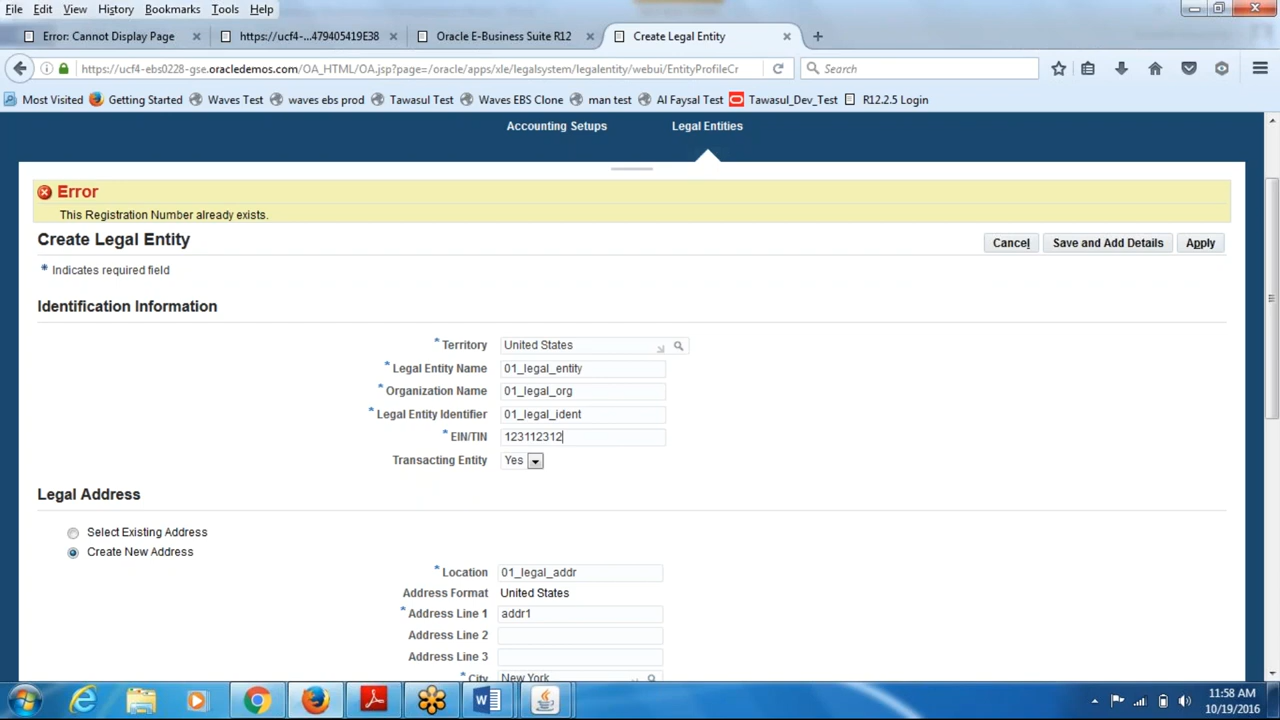 File Edit View History Bookmarks Tools Help
Error: Cannot Display Page
https://ucf4-...479405419E38
Oracle E-Business Suite R12
Create Legal Entity
https://ucf4-ebs0228-gse.oracledemos.com/OA_HTML/OA.jsp?page=/oracle/apps/xle/legalsystem/legalentity/webui/EntityProfileCr
Search
Most Visited Getting Started Waves Test waves ebs prod Tawasul Test Waves EBS Clone man test Al Faysal Test Tawasul_Dev_Test R12.2.5 Login
Accounting Setups Legal Entities
Error
This Registration Number already exists.
Create Legal Entity
Cancel Save and Add Details Apply
* Indicates required field
Identification Information
* Territory United States
* Legal Entity Name 01_legal_entity
* Organization Name 01_legal_org
* Legal Entity Identifier 01_legal_ident
* EIN/TIN 123112312
Transacting Entity Yes
Legal Address
Select Existing Address
Create New Address
* Location 01_legal_addr
Address Format United States
* Address Line 1 addr1
Address Line 2
Address Line 3
* City New York
11:58 AM
10/19/2016